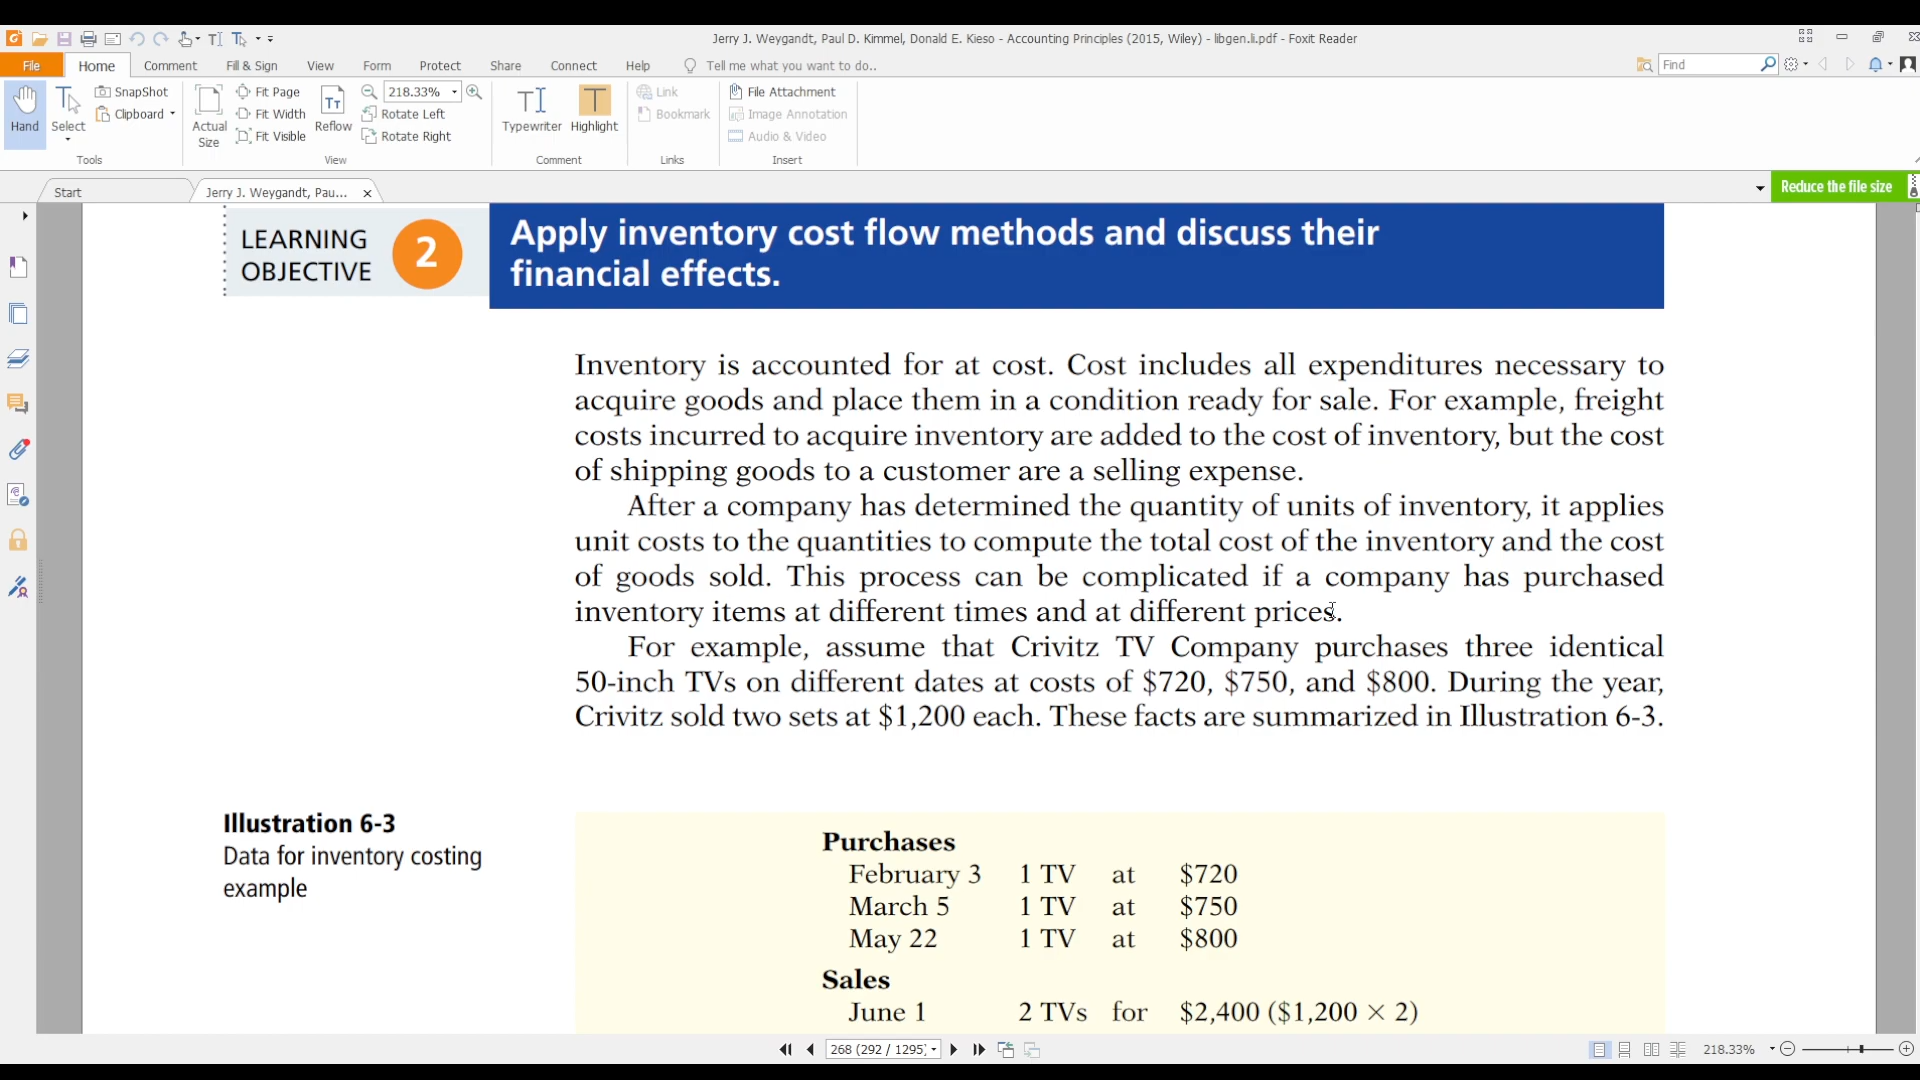 Jerry J. Weygandt, Paul D. Kimmel, Donald E. Kieso - Accounting Principles (2015, Wiley) - libgen.li.pdf - Foxit Reader
File Home Comment Fill & Sign View Form Protect Share Connect Help Tell me what you want to do..
Find
Hand
Select
SnapShot
Clipboard
Tools
Actual Size
Fit Page
Fit Width
Fit Visible
Reflow
218.33%
Rotate Left
Rotate Right
View
Typewriter
Highlight
Comment
Link
Bookmark
Links
File Attachment
Image Annotation
Audio & Video
Insert
Start
Jerry J. Weygandt, Pau...
Reduce the file size
LEARNING OBJECTIVE 2
Apply inventory cost flow methods and discuss their
financial effects.
Inventory is accounted for at cost. Cost includes all expenditures necessary to
acquire goods and place them in a condition ready for sale. For example, freight
costs incurred to acquire inventory are added to the cost of inventory, but the cost
of shipping goods to a customer are a selling expense.
After a company has determined the quantity of units of inventory, it applies
unit costs to the quantities to compute the total cost of the inventory and the cost
of goods sold. This process can be complicated if a company has purchased
inventory items at different times and at different prices.
For example, assume that Crivitz TV Company purchases three identical
50-inch TVs on different dates at costs of $720, $750, and $800. During the year,
Crivitz sold two sets at $1,200 each. These facts are summarized in Illustration 6-3.
Illustration 6-3
Data for inventory costing
example
Purchases
February 3 1 TV at $720
March 5 1 TV at $750
May 22 1 TV at $800
Sales
June 1 2 TVs for $2,400 ($1,200 × 2)
268 (292 / 1295)
218.33%